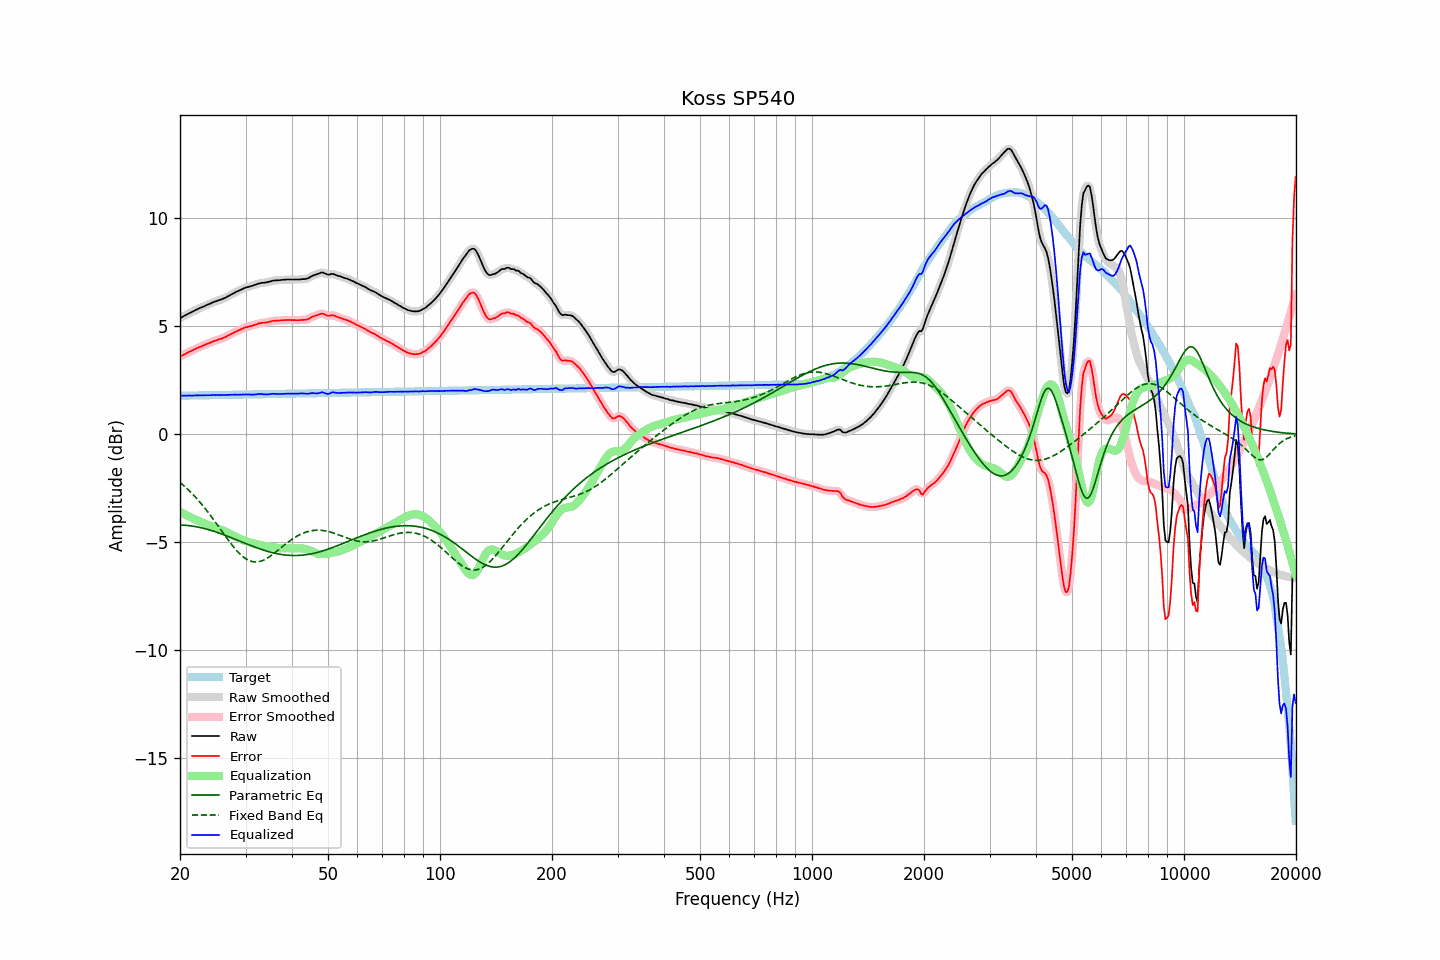 Koss SP540
Amplitude (dBr)
10
5
0
−5
−10
−15
Target
Raw Smoothed
Error Smoothed
Raw
Error
Equalization
Parametric Eq
Fixed Band Eq
Equalized
20
50
100
200
500
1000
2000
5000
10000
20000
Frequency (Hz)